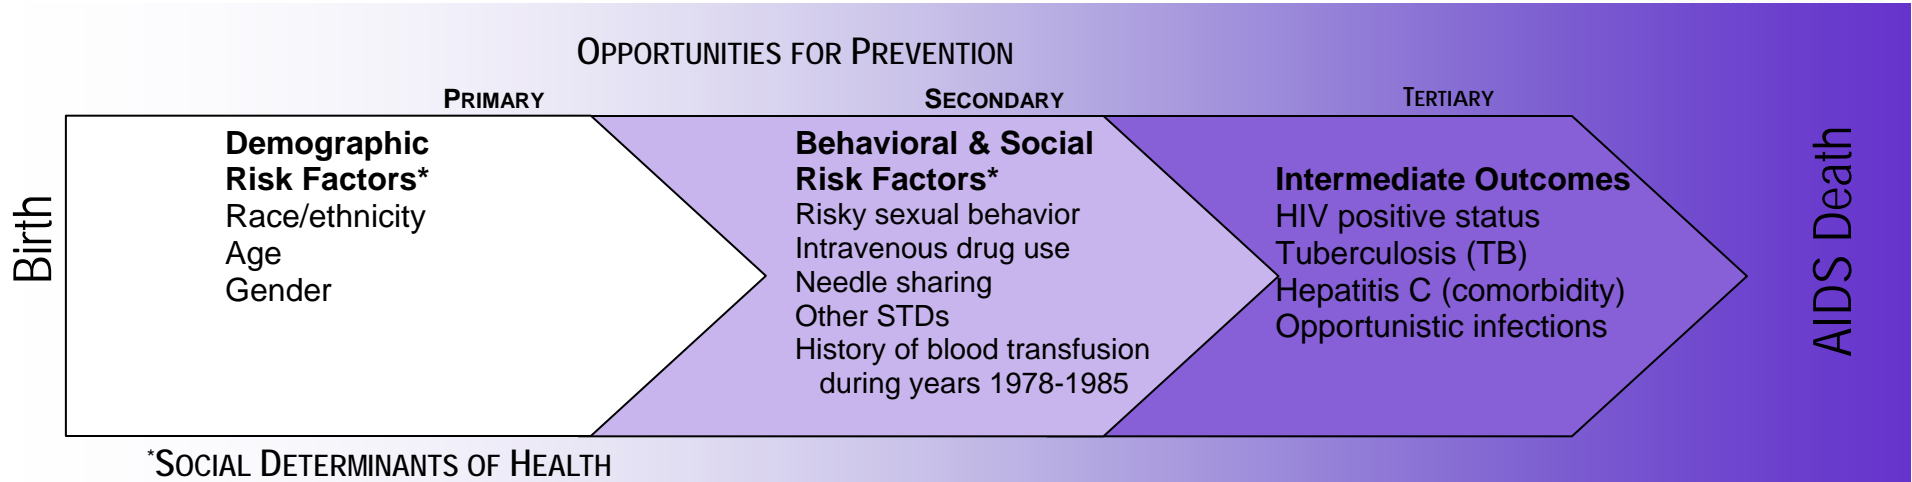 OPPORTUNITIES FOR PREVENTION
PRIMARY
SECONDARY
TERTIARY
Birth
Demographic
Risk Factors*
Race/ethnicity
Age
Gender
Behavioral & Social
Risk Factors*
Risky sexual behavior
Intravenous drug use
Needle sharing
Other STDs
History of blood transfusion
during years 1978-1985
Intermediate Outcomes
HIV positive status
Tuberculosis (TB)
Hepatitis C (comorbidity)
Opportunistic infections
AIDS Death
*SOCIAL DETERMINANTS OF HEALTH